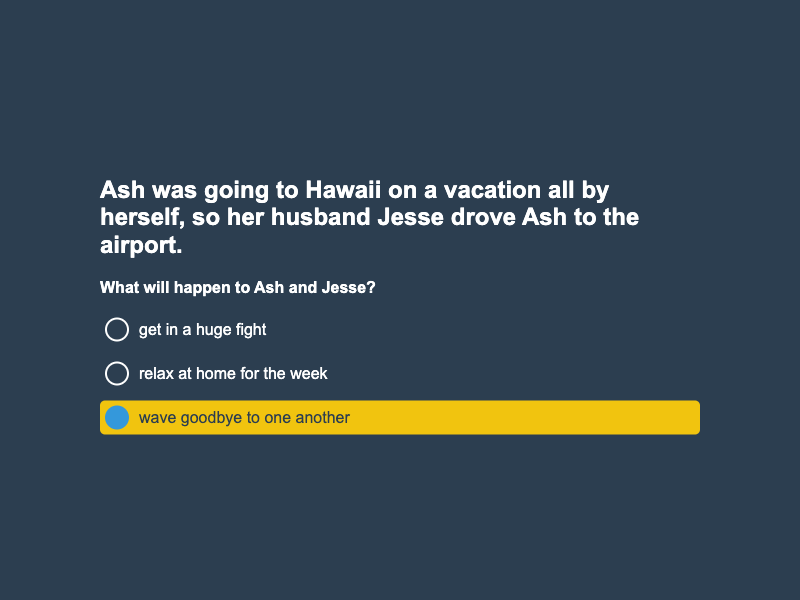 Ash was going to Hawaii on a vacation all by
herself, so her husband Jesse drove Ash to the
airport.
What will happen to Ash and Jesse?
get in a huge fight
relax at home for the week
wave goodbye to one another